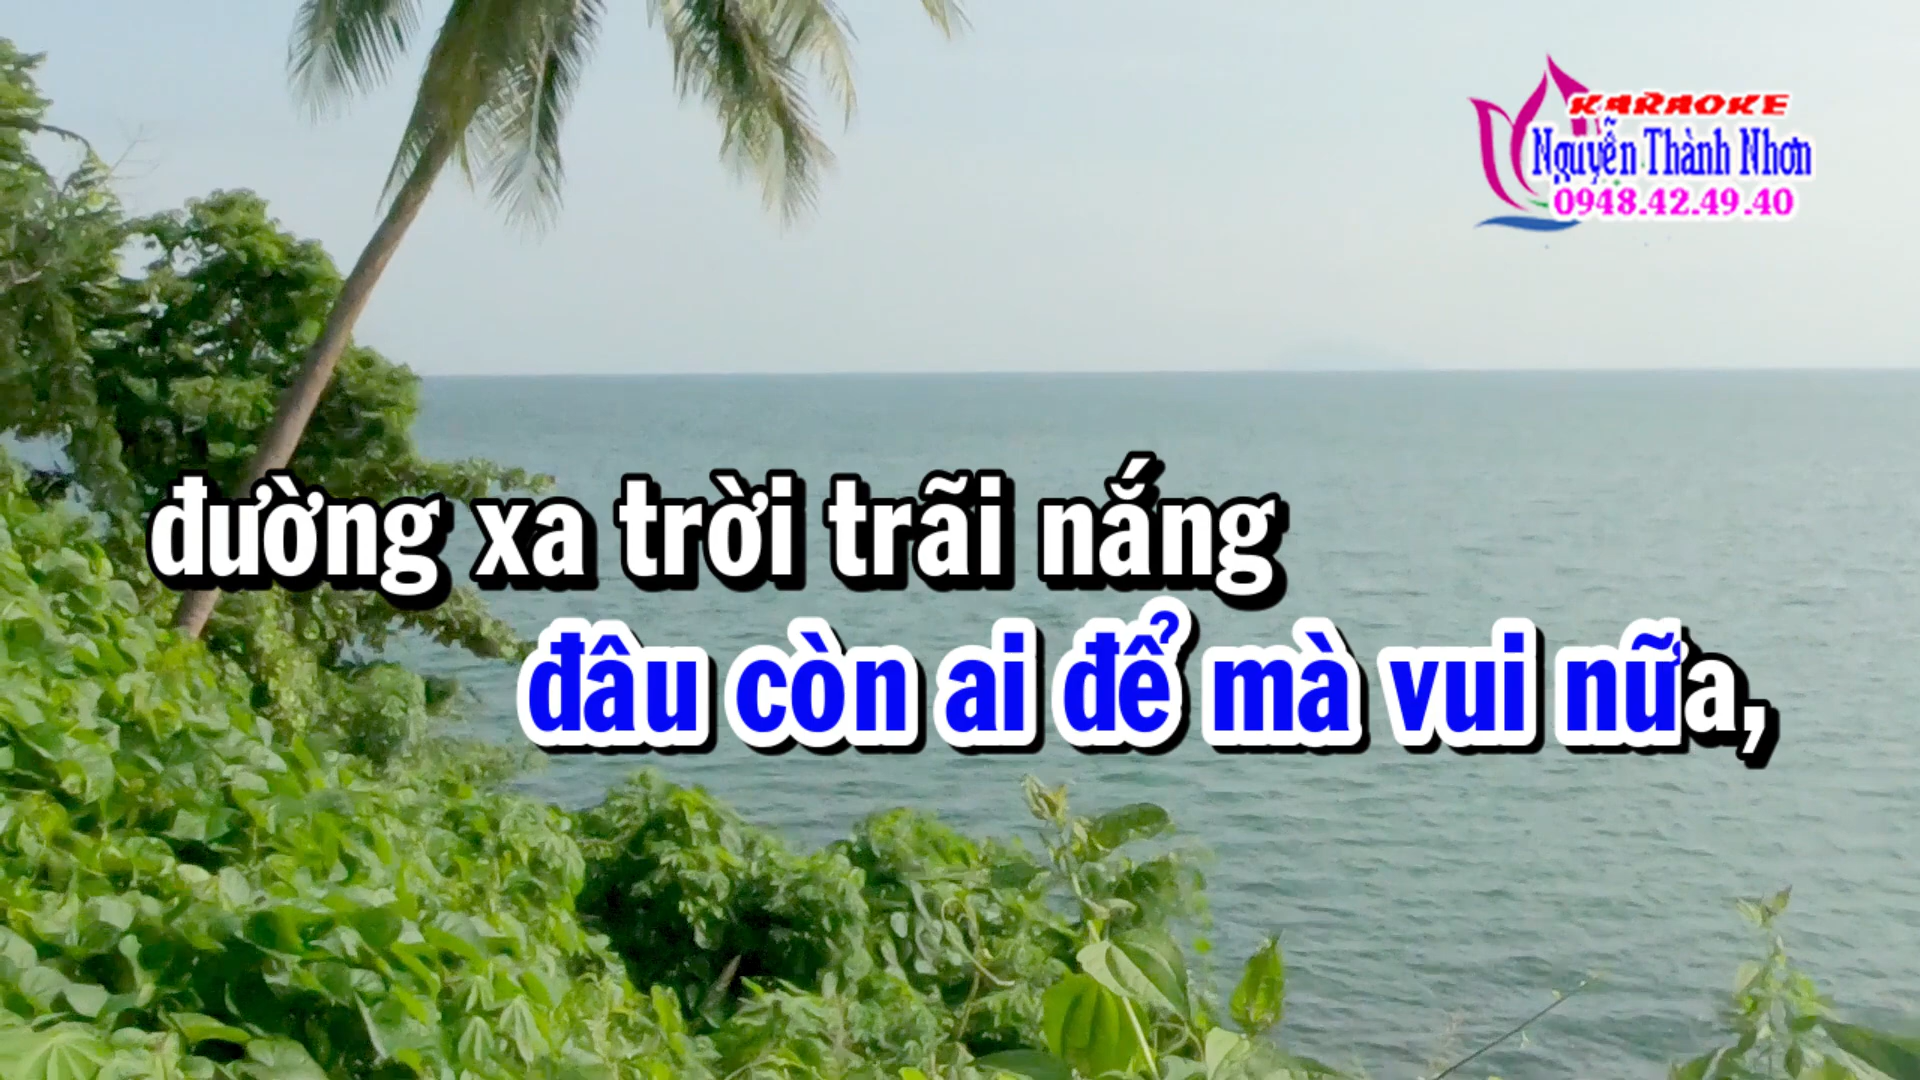 KARAOKE
Nguyễn Thành Nhơn
0948.42.49.40
đường xa trời trãi nắng
đâu còn ai để mà vui nữa,